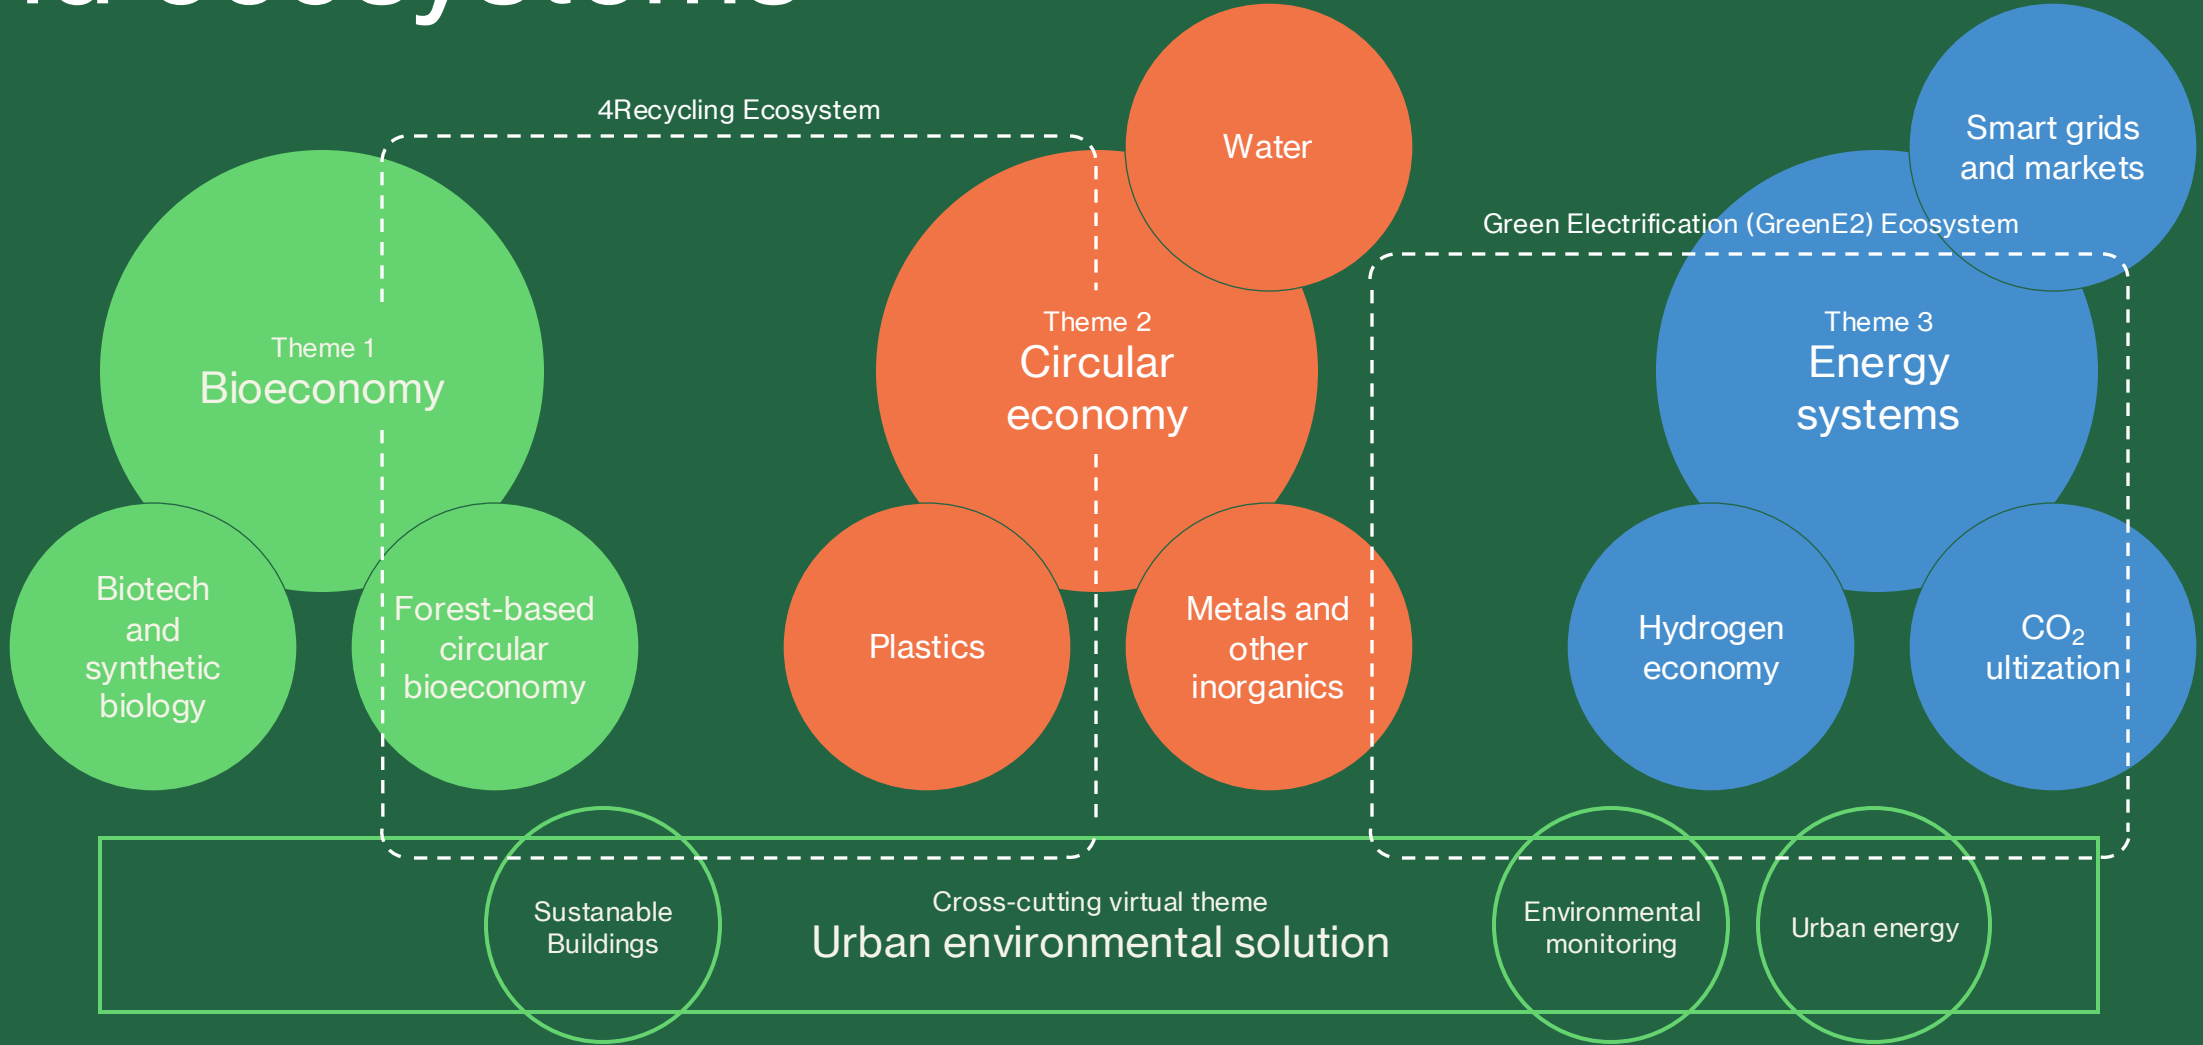 ecosystems
4Recycling Ecosystem
Water
Smart grids
and markets
Green Electrification (GreenE2) Ecosystem
Theme 1
Bioeconomy
Theme 2
Circular
economy
Theme 3
Energy
systems
Biotech
and
synthetic
biology
Forest-based
circular
bioeconomy
Plastics
Metals and
other
inorganics
Hydrogen
economy
CO₂
ultization
Sustanable
Buildings
Cross-cutting virtual theme
Urban environmental solution
Environmental
monitoring
Urban energy